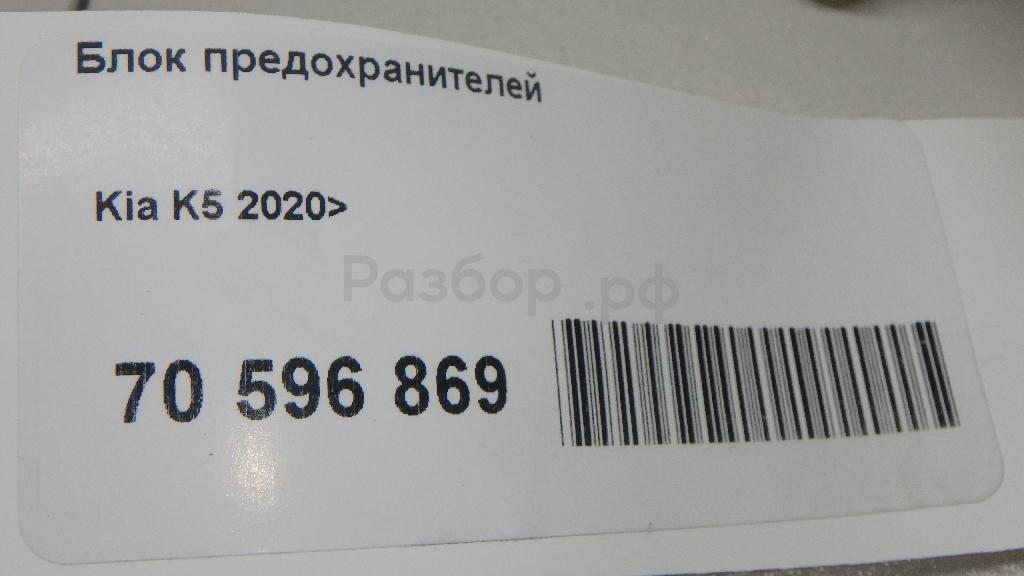 Блок предохранителей
Kia K5 2020>
Разбор.рф
70 596 869